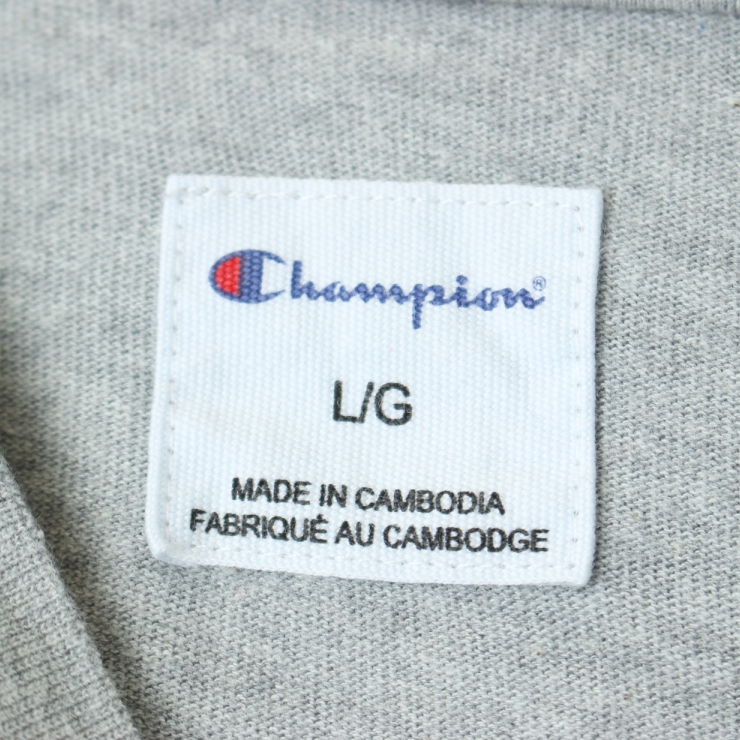 Champion®
L/G
MADE IN CAMBODIA
FABRIQUÉ AU CAMBODGE